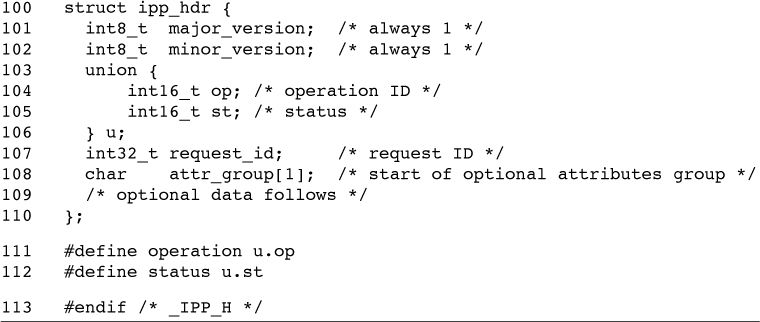 100 struct ipp_hdr {
101 int8_t major_version; /* always 1 */
102 int8_t minor_version; /* always 1 */
103 union {
104 int16_t op; /* operation ID */
105 int16_t st; /* status */
106 } u;
107 int32_t request_id; /* request ID */
108 char attr_group[1]; /* start of optional attributes group */
109 /* optional data follows */
110 };
111 #define operation u.op
112 #define status u.st
113 #endif /* _IPP_H */